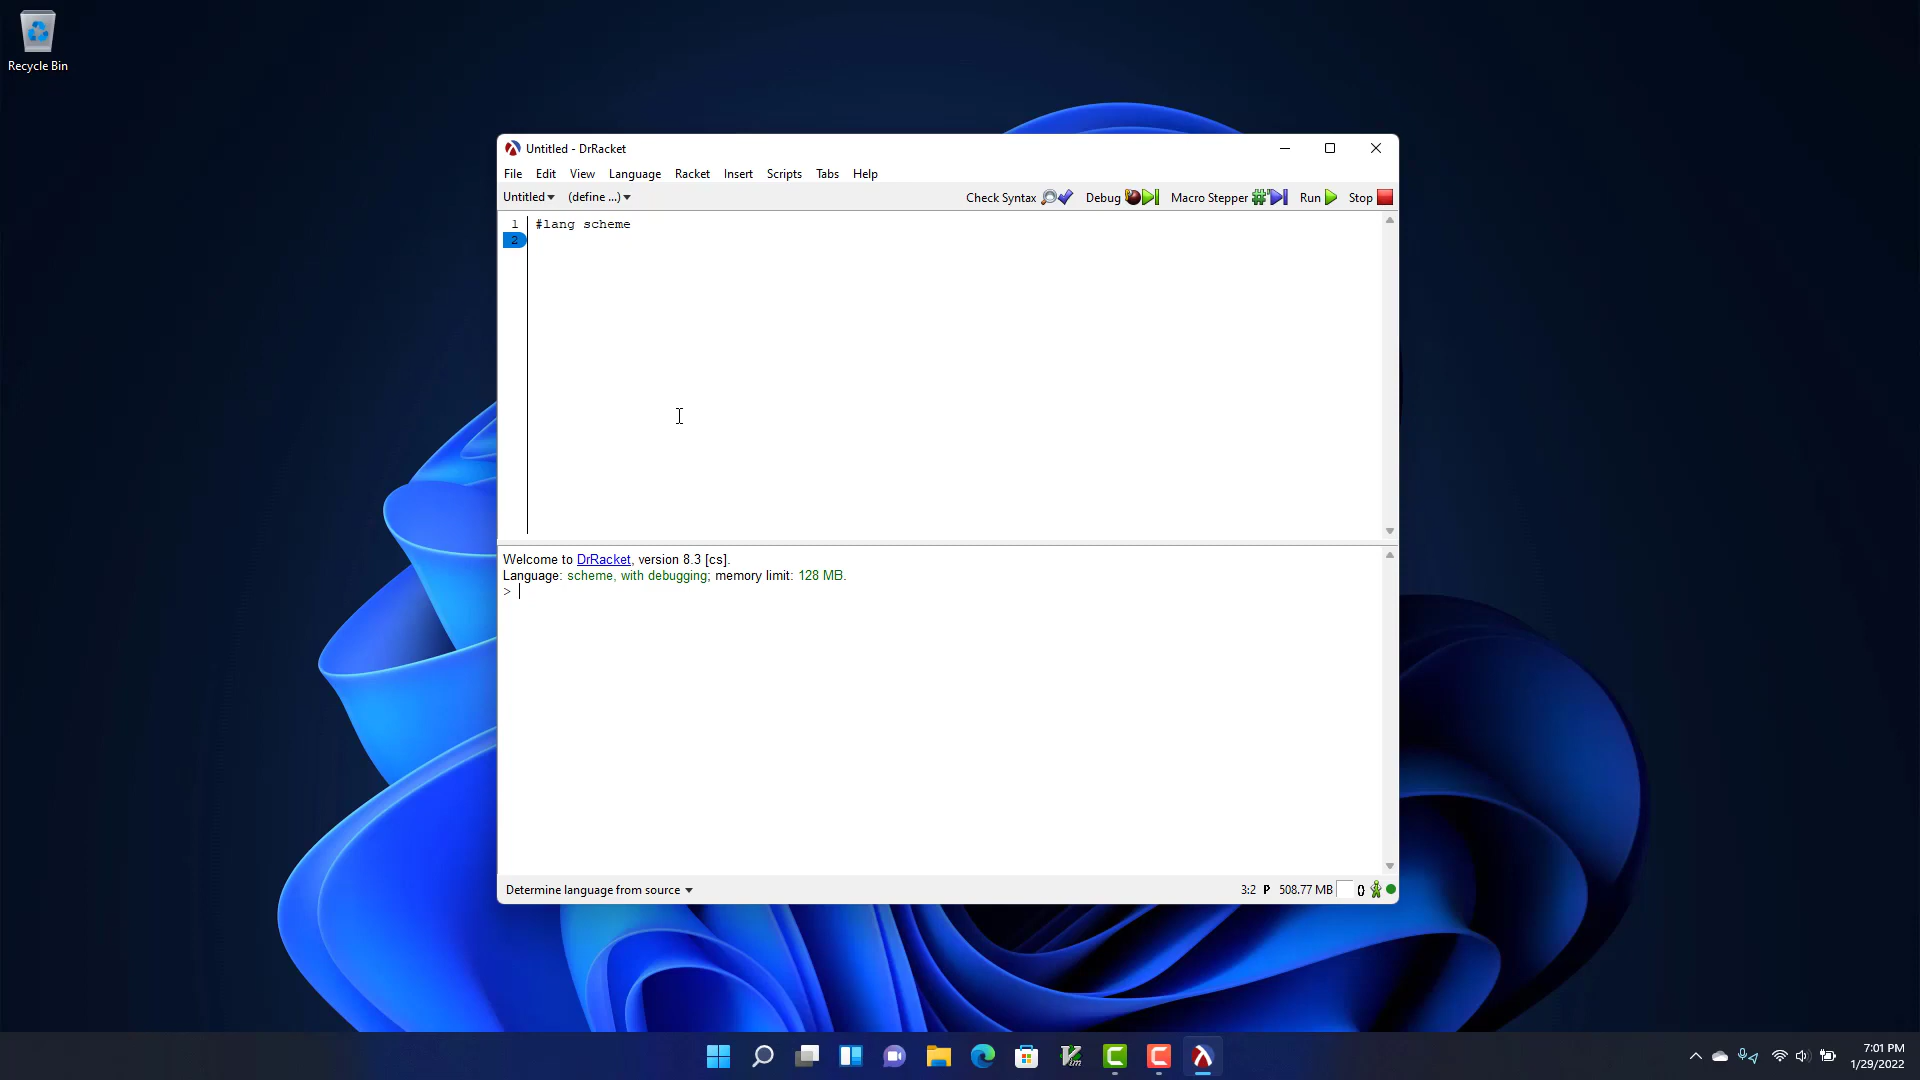 Recycle Bin
Untitled - DrRacket
File Edit View Language Racket Insert Scripts Tabs Help
Untitled (define ...) Check Syntax Debug Macro Stepper Run Stop
1 #lang scheme
2
Welcome to DrRacket, version 8.3 [cs].
Language: scheme, with debugging; memory limit: 128 MB.
>
Determine language from source 3:2 P 508.77 MB ()
7:01 PM
1/29/2022